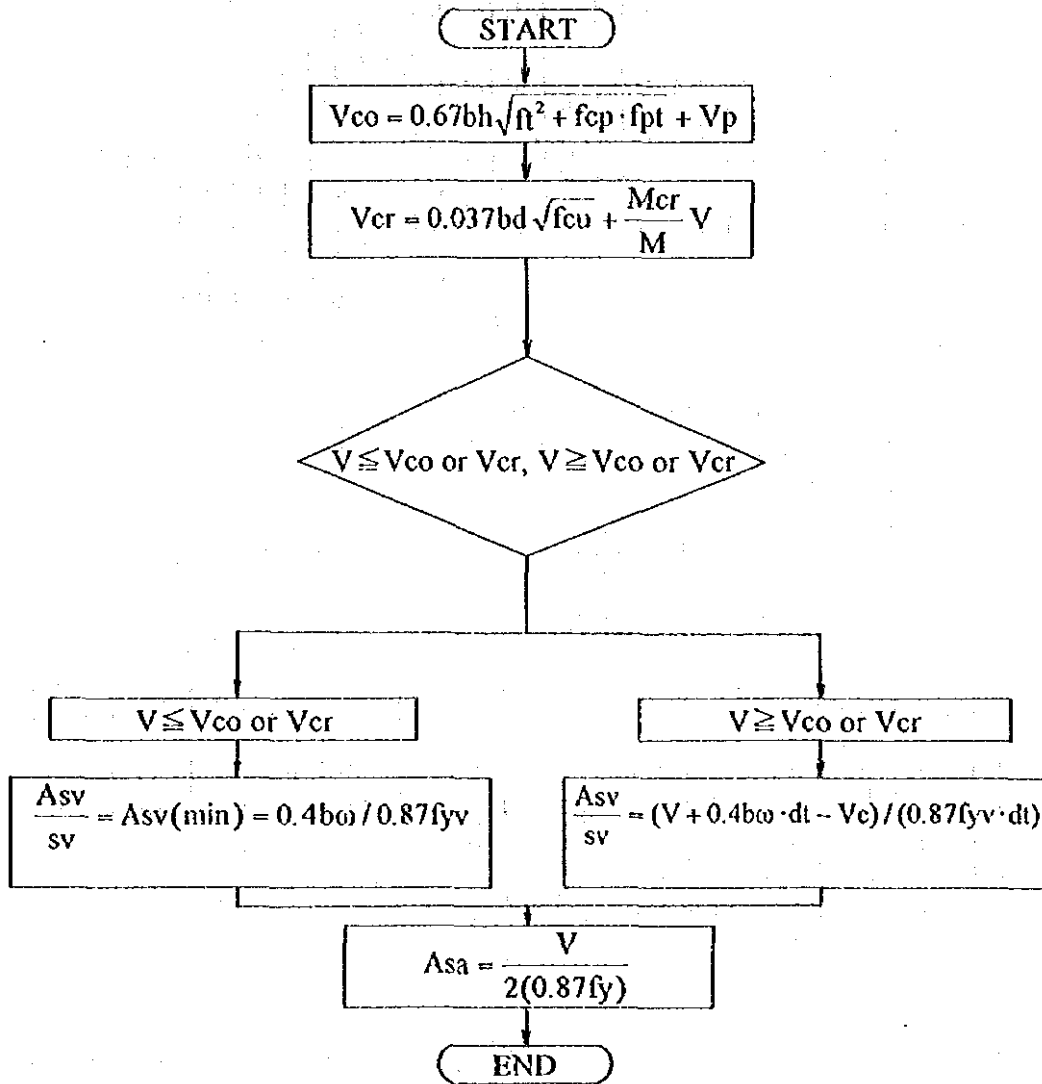 START
Vco = 0.67bh√ft² + fcp · fpt + Vp
Vcr = 0.037bd √fcu + Mcr/M V
V ≦ Vco or Vcr, V ≧ Vco or Vcr
V ≦ Vco or Vcr
V ≧ Vco or Vcr
Asv/sv = Asv(min) = 0.4bω / 0.87fyv
Asv/sv = (V + 0.4bω · dt − Vc) / (0.87fyv · dt)
Asa = V/2(0.87fy)
END